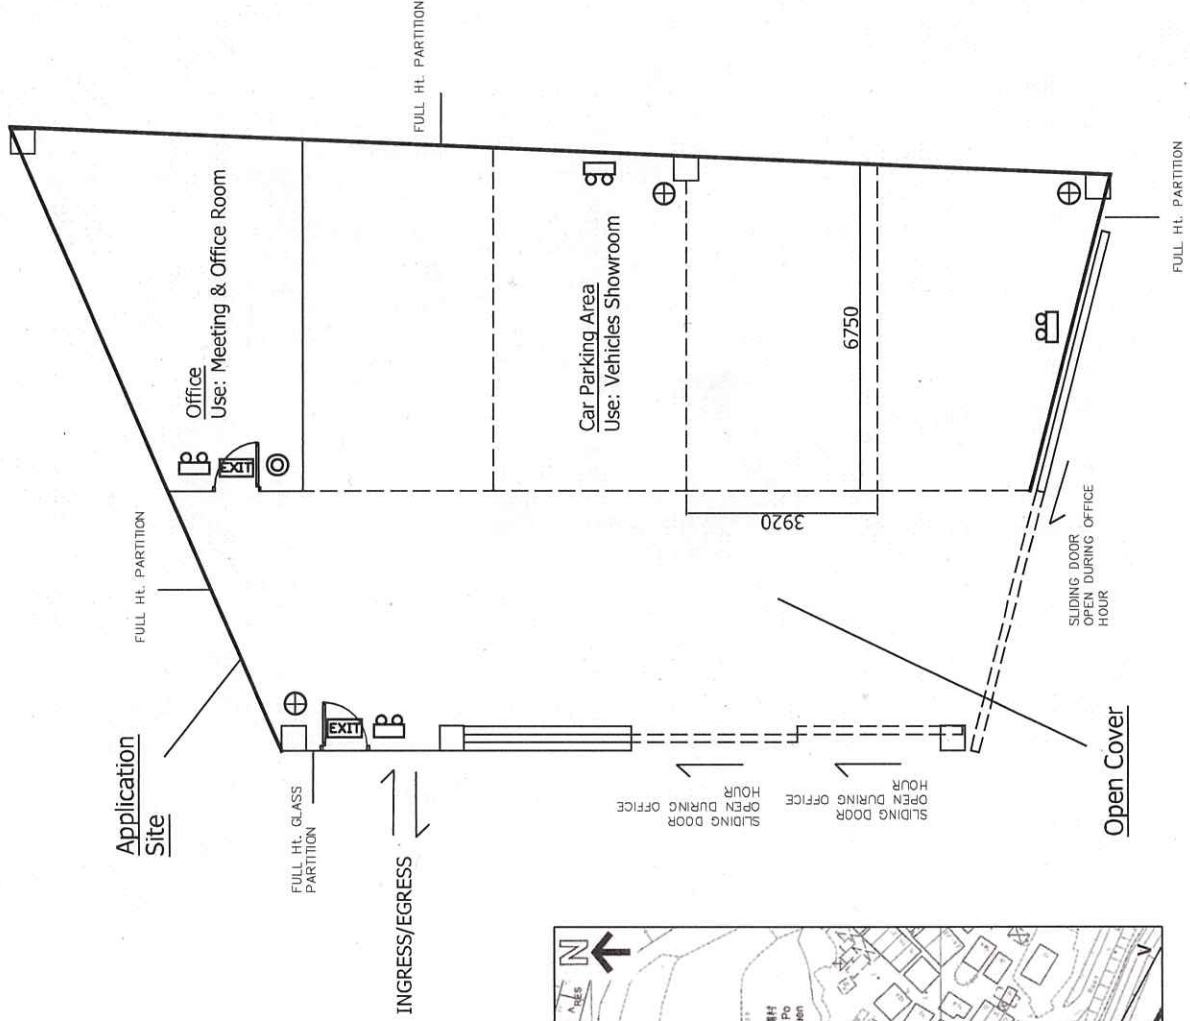 FULL Ht. PARTITION
FULL Ht. PARTITION
Office
Use: Meeting & Office Room
EXIT
Car Parking Area
Use: Vehicles Showroom
6750
3920
FULL Ht. PARTITION
SLIDING DOOR
OPEN DURING OFFICE
HOUR
Application
Site
EXIT
FULL Ht. GLASS
PARTITION
INGRESS/EGRESS
SLIDING DOOR
OPEN DURING OFFICE
HOUR
SLIDING DOOR
OPEN DURING OFFICE
HOUR
Open Cover
N
RES
Po
V